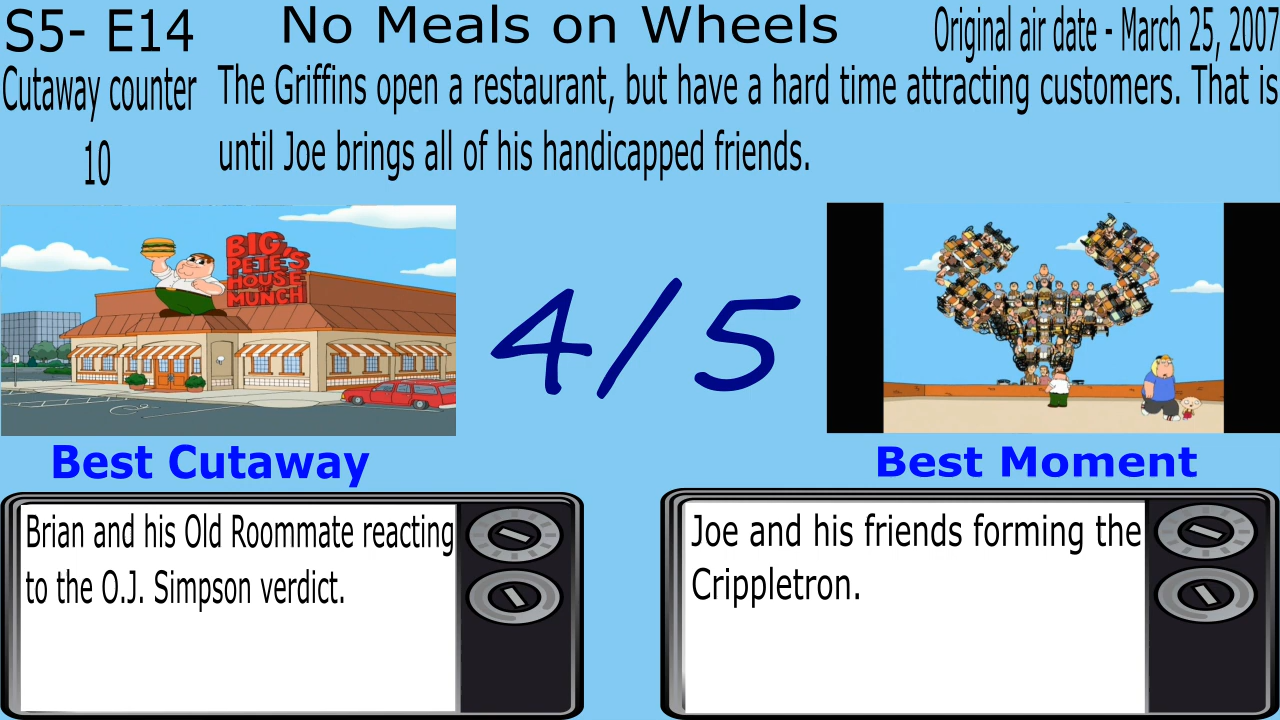 S5- E14
No Meals on Wheels
Original air date - March 25, 2007
Cutaway counter
10
The Griffins open a restaurant, but have a hard time attracting customers. That is
until Joe brings all of his handicapped friends.
BIG
PETE'S
HOUSE
OF
MUNCH
4/5
Best Cutaway
Best Moment
Brian and his Old Roommate reacting
to the O.J. Simpson verdict.
Joe and his friends forming the
Crippletron.